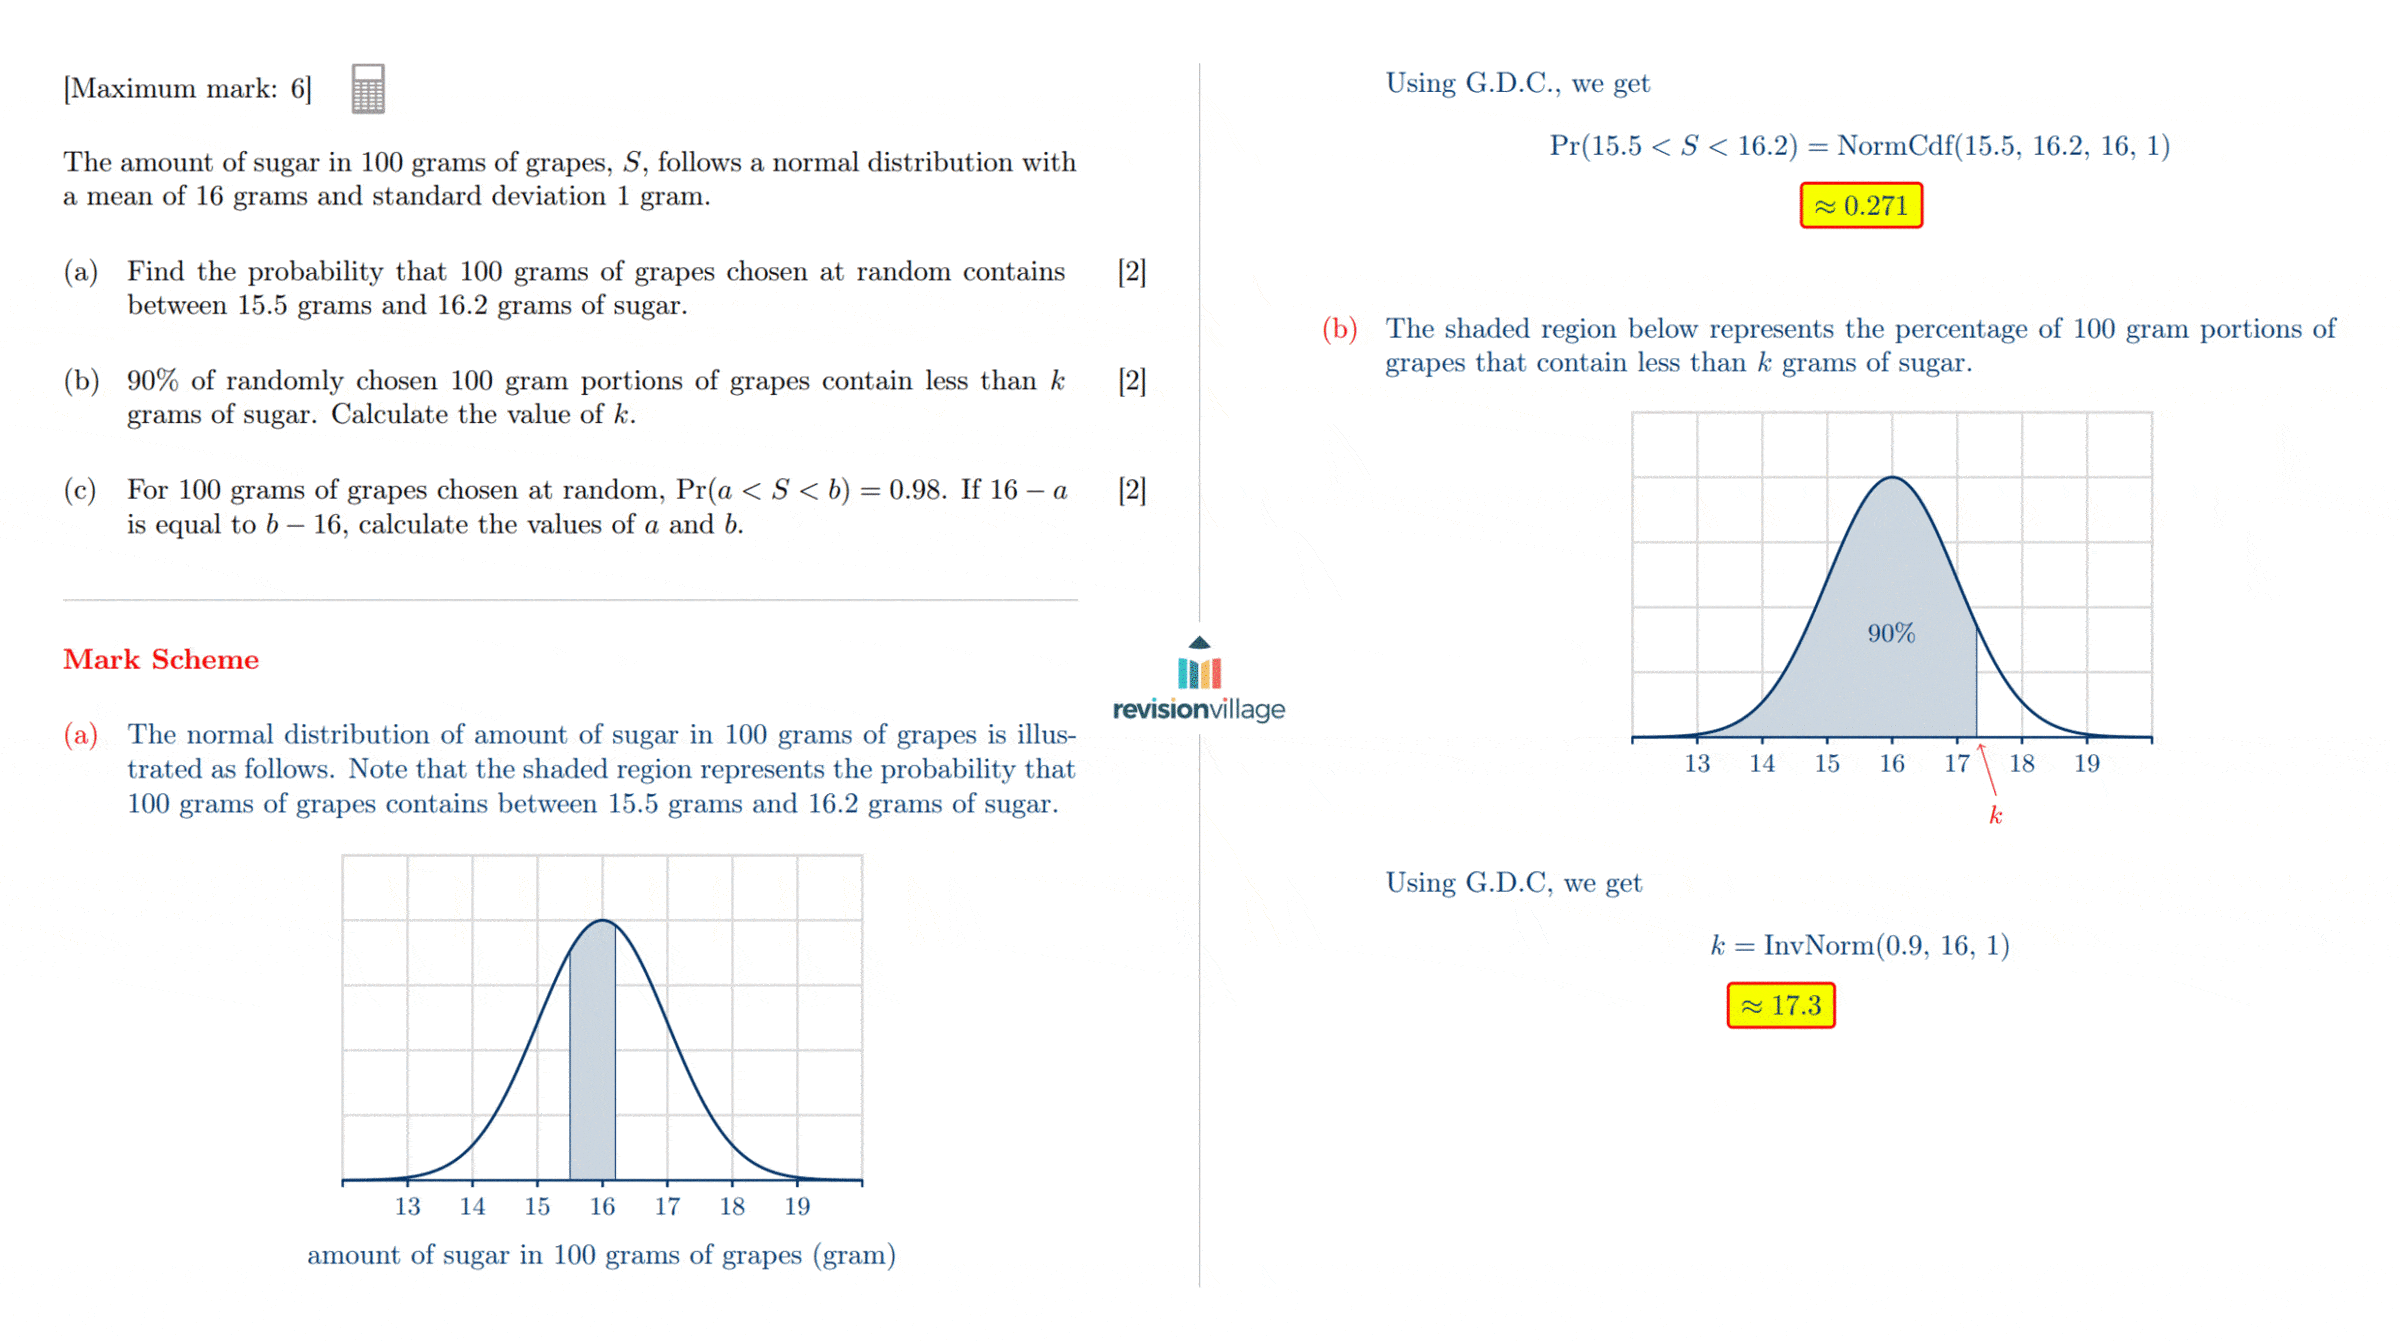 [Maximum mark: 6]
The amount of sugar in 100 grams of grapes, S, follows a normal distribution with
a mean of 16 grams and standard deviation 1 gram.
(a) Find the probability that 100 grams of grapes chosen at random contains [2]
between 15.5 grams and 16.2 grams of sugar.
(b) 90% of randomly chosen 100 gram portions of grapes contain less than k [2]
grams of sugar. Calculate the value of k.
(c) For 100 grams of grapes chosen at random, Pr(a < S < b) = 0.98. If 16 − a [2]
is equal to b − 16, calculate the values of a and b.
Mark Scheme
(a) The normal distribution of amount of sugar in 100 grams of grapes is illus-
trated as follows. Note that the shaded region represents the probability that
100 grams of grapes contains between 15.5 grams and 16.2 grams of sugar.
13 14 15 16 17 18 19
amount of sugar in 100 grams of grapes (gram)
revisionvillage
Using G.D.C., we get
Pr(15.5 < S < 16.2) = NormCdf(15.5, 16.2, 16, 1)
≈ 0.271
(b) The shaded region below represents the percentage of 100 gram portions of
grapes that contain less than k grams of sugar.
90%
13 14 15 16 17 18 19
k
Using G.D.C, we get
k = InvNorm(0.9, 16, 1)
≈ 17.3